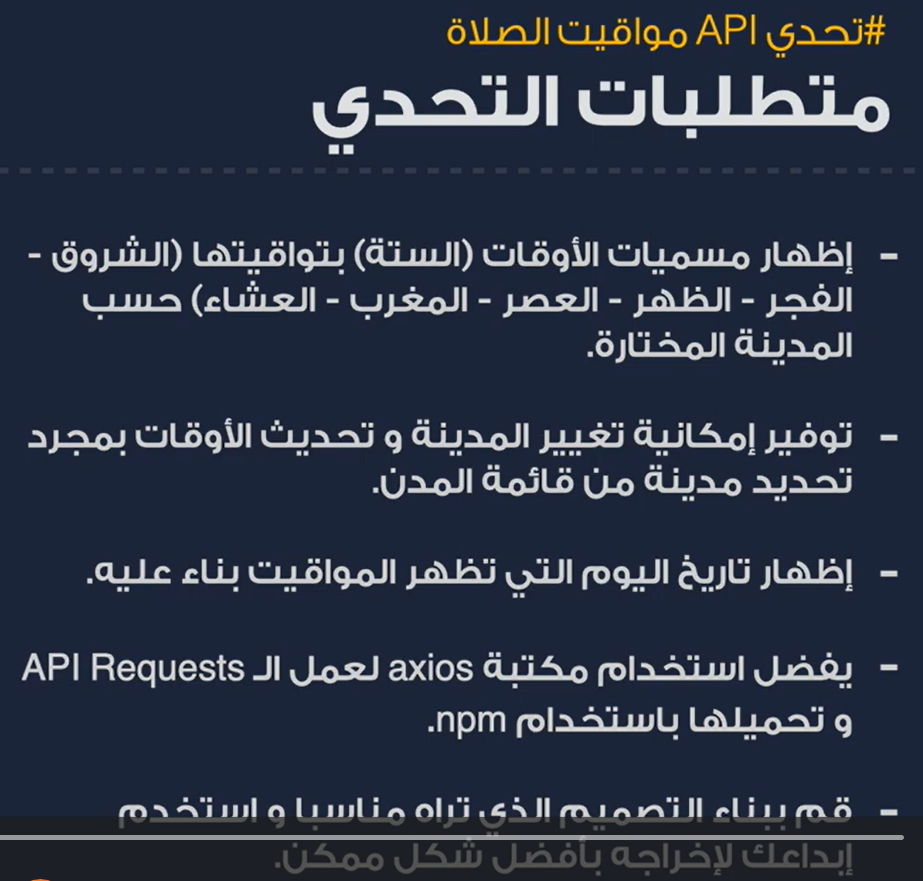 #تحدي API مواقيت الصلاة
متطلبات التحدي
- إظهار مسميات الأوقات (الستة) بتواقيتها (الشروق -
الفجر - الظهر - العصر - المغرب - العشاء) حسب
المدينة المختارة.
- توفير إمكانية تغيير المدينة و تحديث الأوقات بمجرد
تحديد مدينة من قائمة المدن.
- إظهار تاريخ اليوم التي تظهر المواقيت بناء عليه.
- يفضل استخدام مكتبة axios لعمل الـ API Requests
و تحميلها باستخدام npm.
- قم ببناء التصميم الذي تراه مناسبا و استخدم
إبداعك لإخراجه بأفضل شكل ممكن.